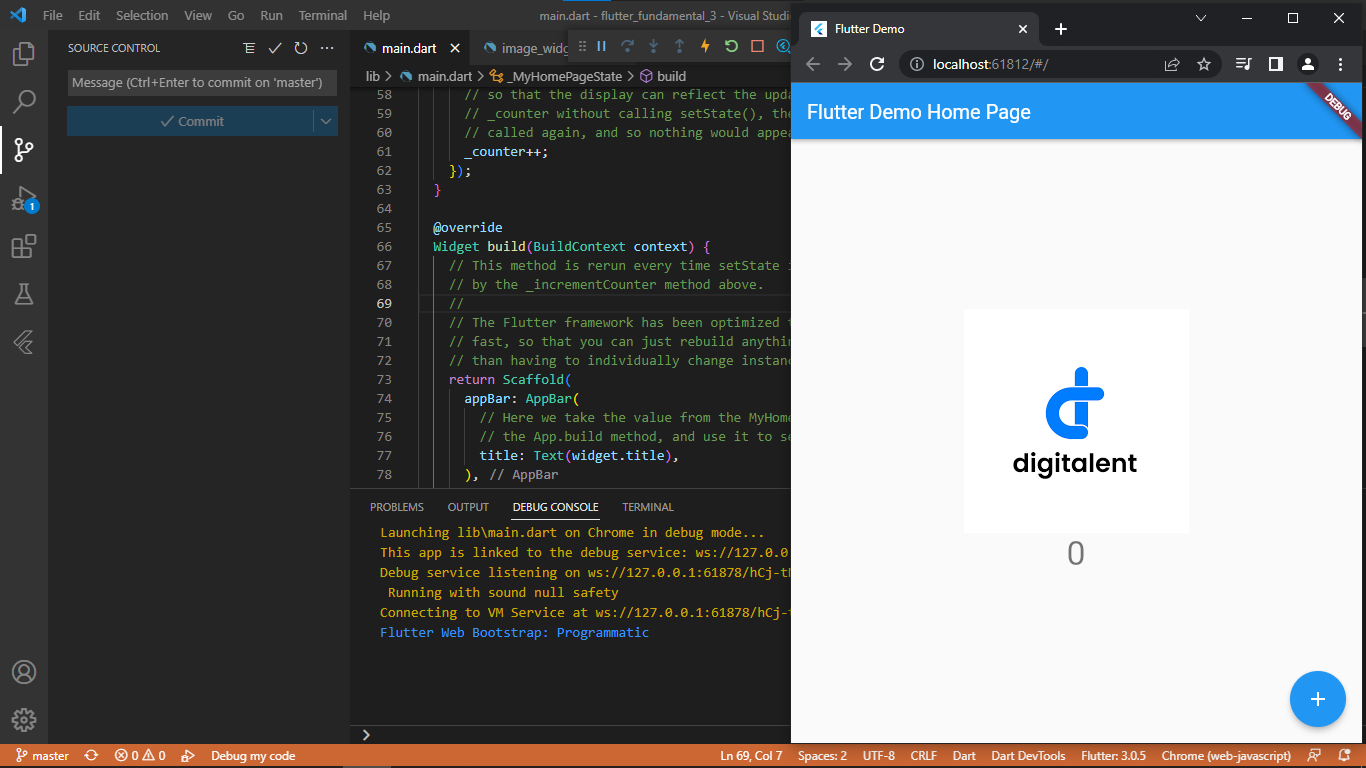 File Edit Selection View Go Run Terminal Help
main.dart - flutter_fundamental_3 - Visual Studi
SOURCE CONTROL
Message (Ctrl+Enter to commit on 'master')
Commit
1
main.dart
image_widg
lib > main.dart > _MyHomePageState > build
58 // so that the display can reflect the upda
59 // _counter without calling setState(), the
60 // called again, and so nothing would appea
61 _counter++;
62 });
63 }
64
65 @override
66 Widget build(BuildContext context) {
67 // This method is rerun every time setState i
68 // by the _incrementCounter method above.
69 //
70 // The Flutter framework has been optimized t
71 // fast, so that you can just rebuild anythin
72 // than having to individually change instanc
73 return Scaffold(
74 appBar: AppBar(
75 // Here we take the value from the MyHome
76 // the App.build method, and use it to se
77 title: Text(widget.title),
78 ), // AppBar
PROBLEMS OUTPUT DEBUG CONSOLE TERMINAL
Launching lib\main.dart on Chrome in debug mode...
This app is linked to the debug service: ws://127.0.0.
Debug service listening on ws://127.0.0.1:61878/hCj-th
Running with sound null safety
Connecting to VM Service at ws://127.0.0.1:61878/hCj-t
Flutter Web Bootstrap: Programmatic
Flutter Demo
localhost:61812/#/
Flutter Demo Home Page
DEBUG
digitalent
0
master
0 0
Debug my code
Ln 69, Col 7
Spaces: 2
UTF-8
CRLF
Dart
Dart DevTools
Flutter: 3.0.5
Chrome (web-javascript)